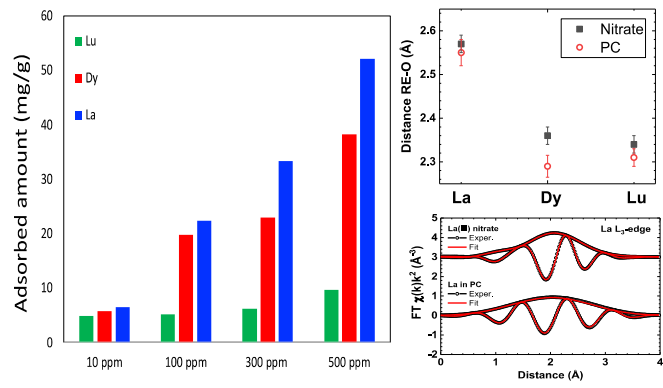 Adsorbed amount (mg/g)
60
50
40
30
20
10
0
Lu
Dy
La
10 ppm 100 ppm 300 ppm 500 ppm
Distance RE-O (Å)
2.6
2.5
2.4
2.3
Nitrate
PC
La Dy Lu
FT χ(k)k² (Å⁻³)
5
4
3
2
1
0
-1
-2
La(■) nitrate
Exper.
Fit
La L₃-edge
La in PC
Exper.
Fit
0 1 2 3 4
Distance (Å)